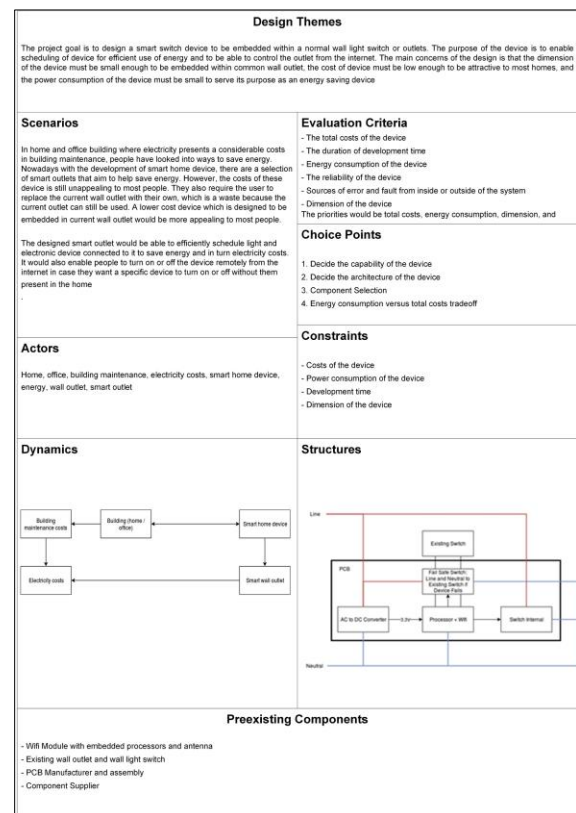 Design Themes
The project goal is to design a smart switch device to be embedded within a normal wall light switch or outlets. The purpose of the device is to enable
scheduling of device for efficient use of energy and to be able to control the outlet from the internet. The main concerns of the design is that the dimension
of the device must be small enough to be embedded within common wall outlet, the cost of device must be low enough to be attractive to most homes, and
the power consumption of the device must be small to serve its purpose as an energy saving device
Scenarios
In home and office building where electricity presents a considerable costs
in building maintenance, people have looked into ways to save energy.
Nowadays with the development of smart home device, there are a selection
of smart outlets that aim to help save energy. However, the costs of these
device is still unappealing to most people. They also require the user to
replace the current wall outlet with their own, which is a waste because the
current outlet can still be used. A lower cost device which is designed to be
embedded in current wall outlet would be more appealing to most people.
The designed smart outlet would be able to efficiently schedule light and
electronic device connected to it to save energy and in turn electricity costs.
It would also enable people to turn on or off the device remotely from the
internet in case they want a specific device to turn on or off without them
present in the home
.
Evaluation Criteria
- The total costs of the device
- The duration of development time
- Energy consumption of the device
- The reliability of the device
- Sources of error and fault from inside or outside of the system
- Dimension of the device
The priorities would be total costs, energy consumption, dimension, and
Choice Points
1. Decide the capability of the device
2. Decide the architecture of the device
3. Component Selection
4. Energy consumption versus total costs tradeoff
Actors
Home, office, building maintenance, electricity costs, smart home device,
energy, wall outlet, smart outlet
Constraints
- Costs of the device
- Power consumption of the device
- Development time
- Dimension of the device
Dynamics
Building
maintenance costs
Building (home /
office)
Smart home device
Electricity costs
Smart wall outlet
Structures
Line
Existing Switch
PCB
Fail Safe Switch:
Line and Neutral to
Existing Switch if
Device Fails
AC to DC Converter
3.3V
Processor + Wifi
Switch Internal
Neutral
Preexisting Components
- Wifi Module with embedded processors and antenna
- Existing wall outlet and wall light switch
- PCB Manufacturer and assembly
- Component Supplier